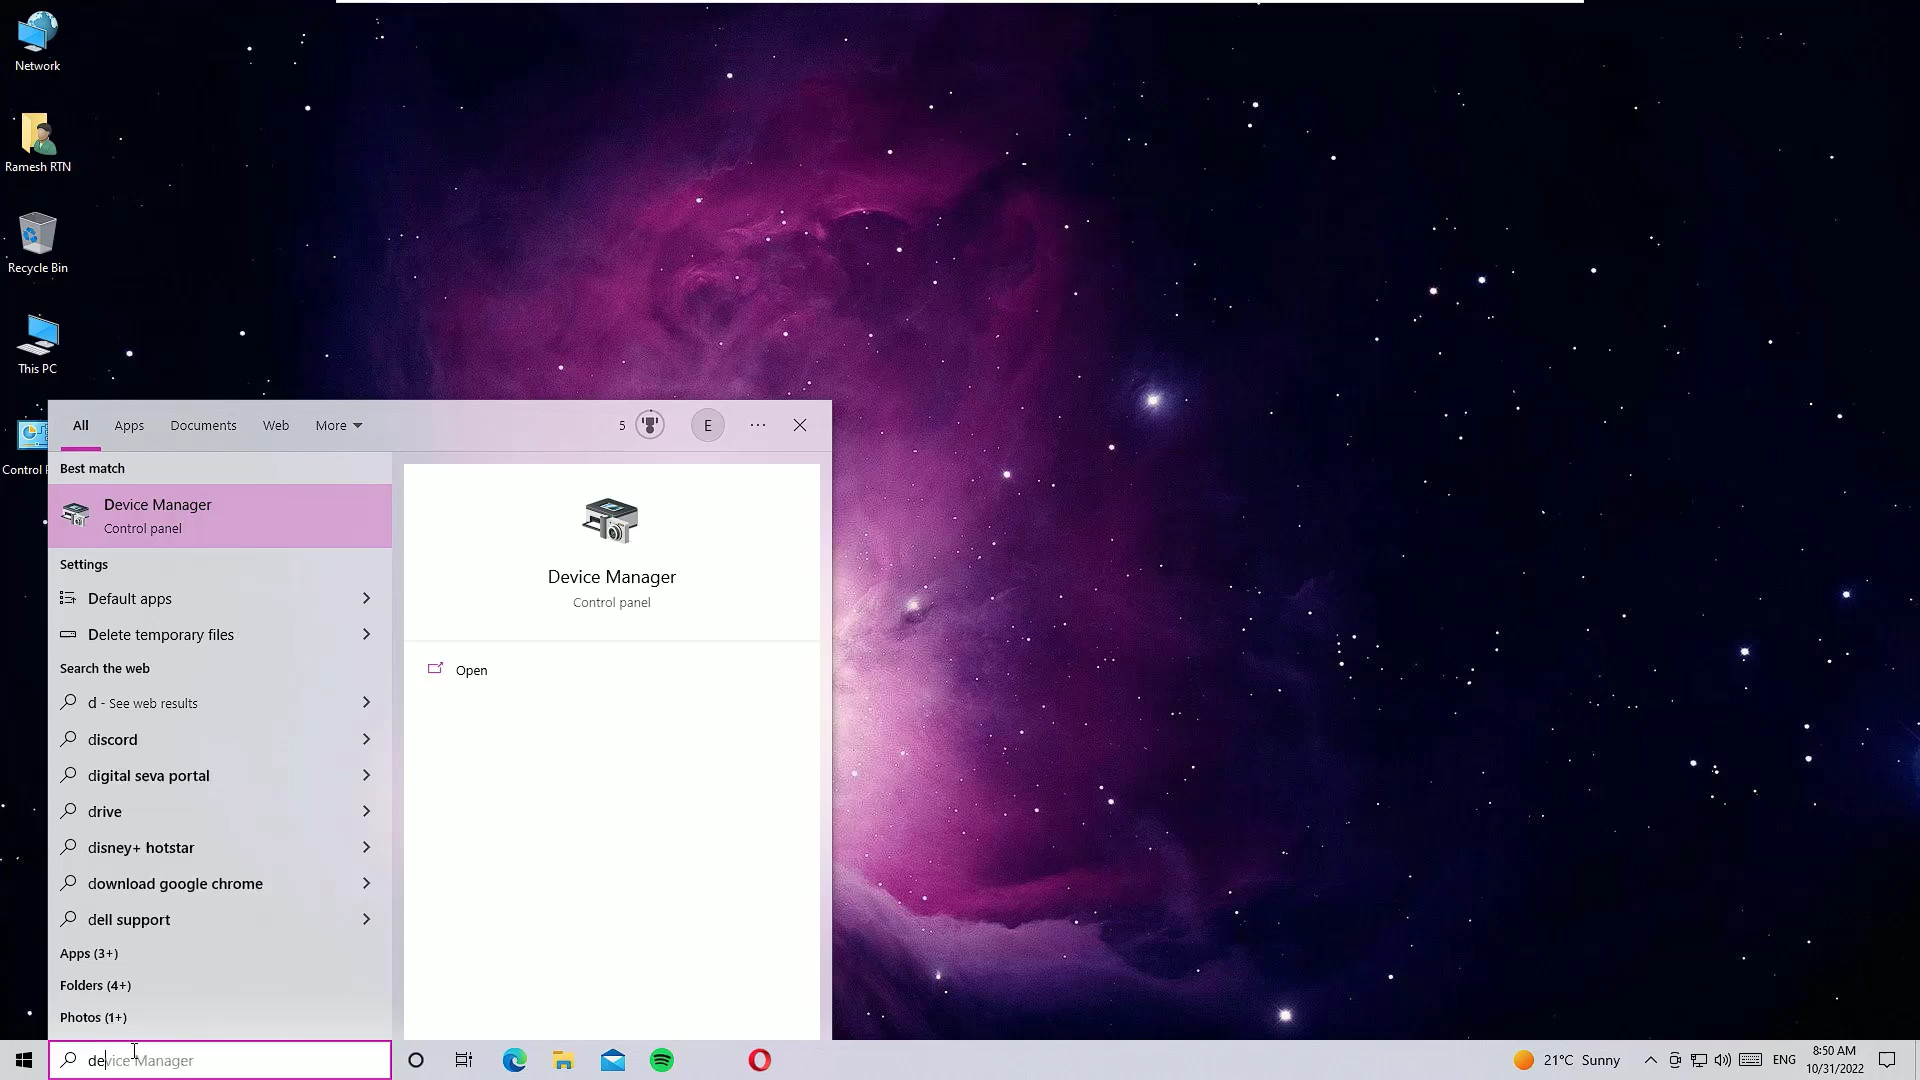 Network
Ramesh RTN
Recycle Bin
This PC
Control P
All Apps Documents Web More
5
E
Best match
Device Manager
Control panel
Settings
Default apps
Delete temporary files
Search the web
d - See web results
discord
digital seva portal
drive
disney+ hotstar
download google chrome
dell support
Apps (3+)
Folders (4+)
Photos (1+)
Device Manager
Control panel
Open
device Manager
21°C Sunny
ENG
8:50 AM
10/31/2022